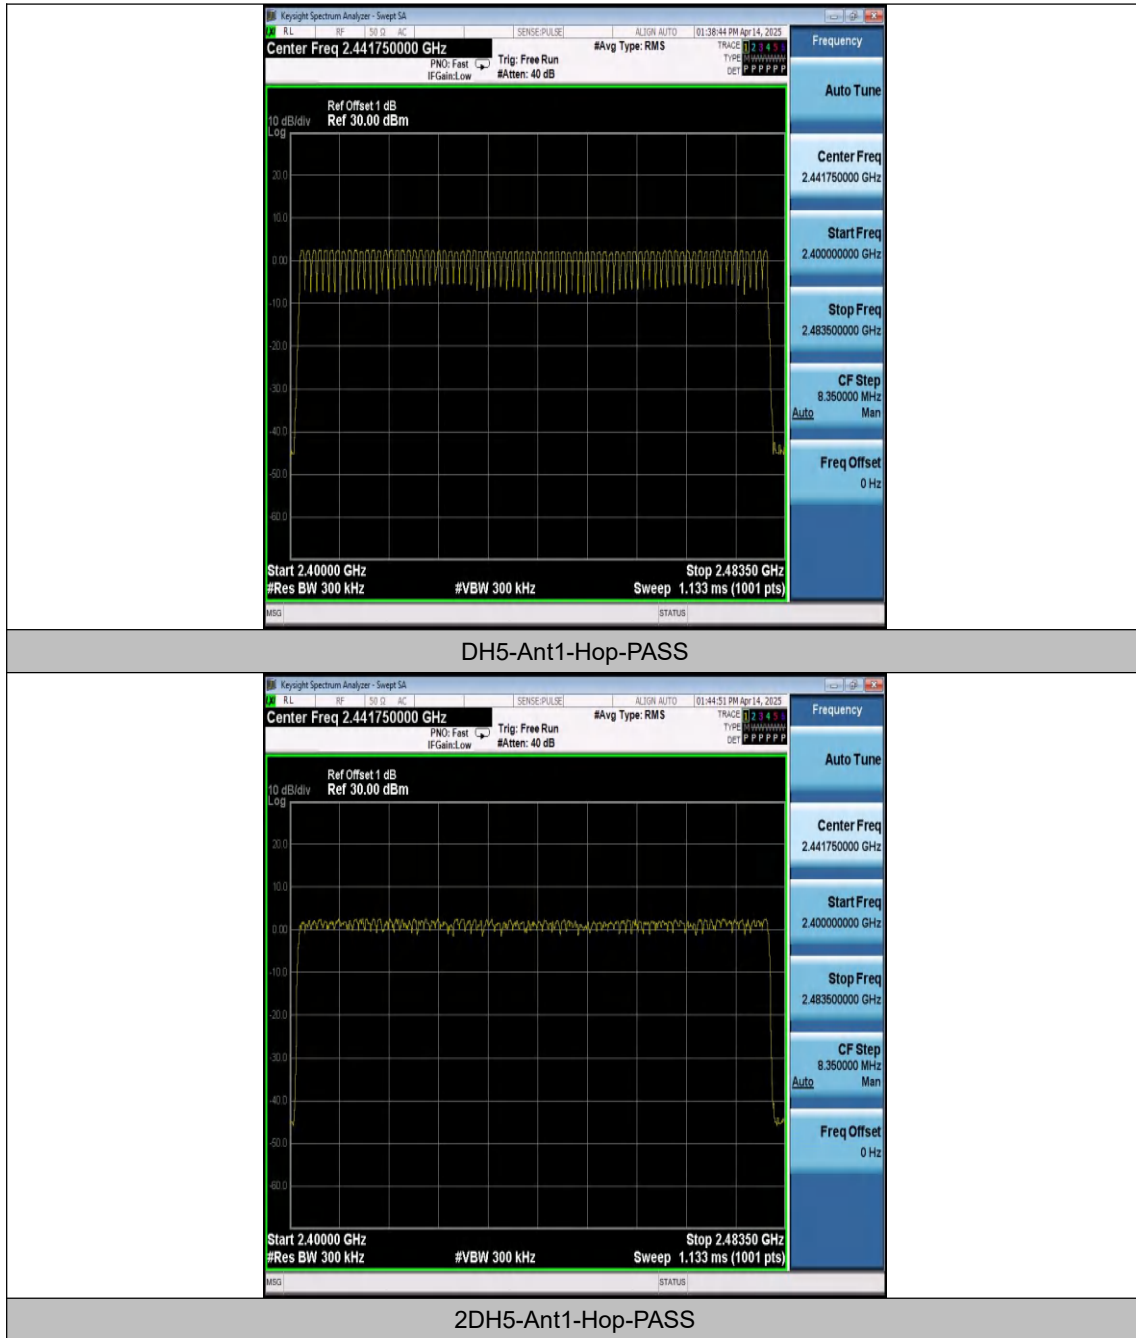 Keysight Spectrum Analyzer - Swept SA
RL RF 50 Ω AC SENSE:PULSE ALIGN AUTO 01:38:44 PM Apr 14, 2025
Center Freq 2.441750000 GHz
#Avg Type: RMS
TRACE 1 2 3 4 5 6
PNO: Fast
Trig: Free Run
TYPE M WWWWW
IFGain:Low
#Atten: 40 dB
DET P P P P P P
Frequency
Auto Tune
Center Freq
2.441750000 GHz
Start Freq
2.400000000 GHz
Stop Freq
2.483500000 GHz
CF Step
8.350000 MHz
Auto Man
Freq Offset
0 Hz
Ref Offset 1 dB
10 dB/div Ref 30.00 dBm
Log
20.0
10.0
0.00
-10.0
-20.0
-30.0
-40.0
-50.0
-60.0
Start 2.40000 GHz Stop 2.48350 GHz
#Res BW 300 kHz #VBW 300 kHz Sweep 1.133 ms (1001 pts)
MSG STATUS
DH5-Ant1-Hop-PASS
Keysight Spectrum Analyzer - Swept SA
RL RF 50 Ω AC SENSE:PULSE ALIGN AUTO 01:44:51 PM Apr 14, 2025
Center Freq 2.441750000 GHz
#Avg Type: RMS
TRACE 1 2 3 4 5 6
PNO: Fast
Trig: Free Run
TYPE M WWWWW
IFGain:Low
#Atten: 40 dB
DET P P P P P P
Frequency
Auto Tune
Center Freq
2.441750000 GHz
Start Freq
2.400000000 GHz
Stop Freq
2.483500000 GHz
CF Step
8.350000 MHz
Auto Man
Freq Offset
0 Hz
Ref Offset 1 dB
10 dB/div Ref 30.00 dBm
Log
20.0
10.0
0.00
-10.0
-20.0
-30.0
-40.0
-50.0
-60.0
Start 2.40000 GHz Stop 2.48350 GHz
#Res BW 300 kHz #VBW 300 kHz Sweep 1.133 ms (1001 pts)
MSG STATUS
2DH5-Ant1-Hop-PASS